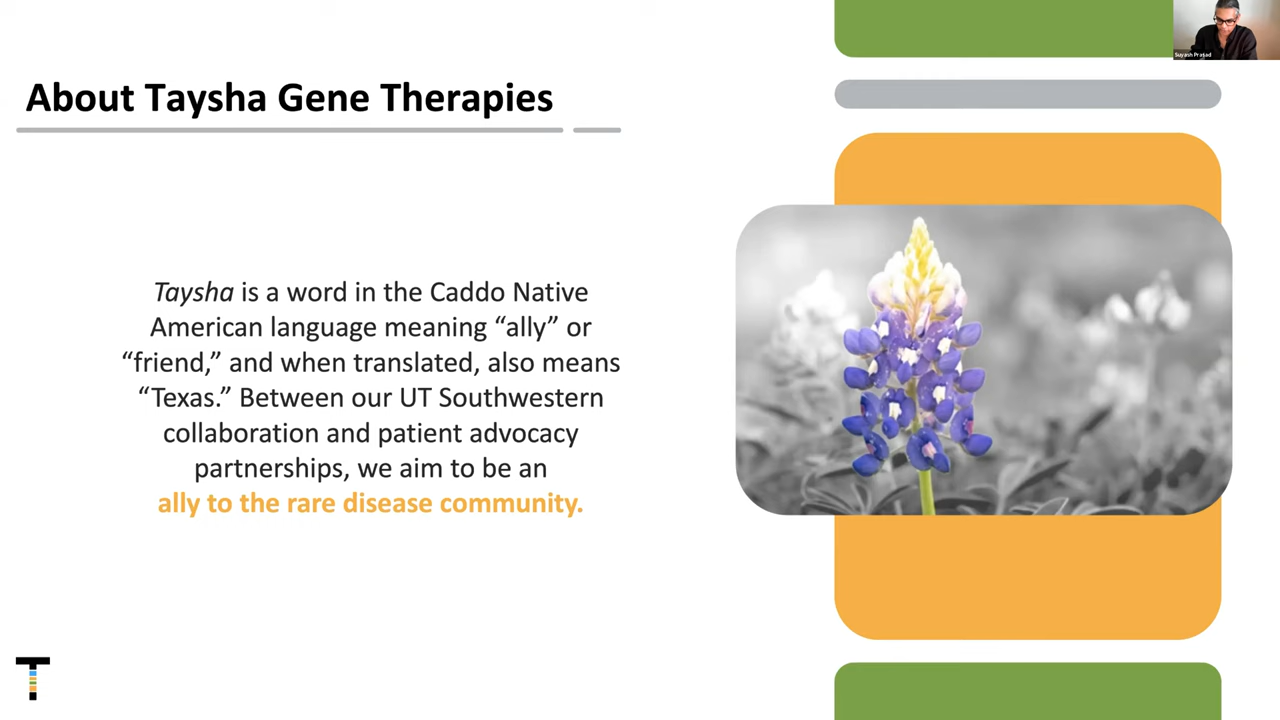 Suyash Prasad
About Taysha Gene Therapies
Taysha is a word in the Caddo Native
American language meaning “ally” or
“friend,” and when translated, also means
“Texas.” Between our UT Southwestern
collaboration and patient advocacy
partnerships, we aim to be an
ally to the rare disease community.
T